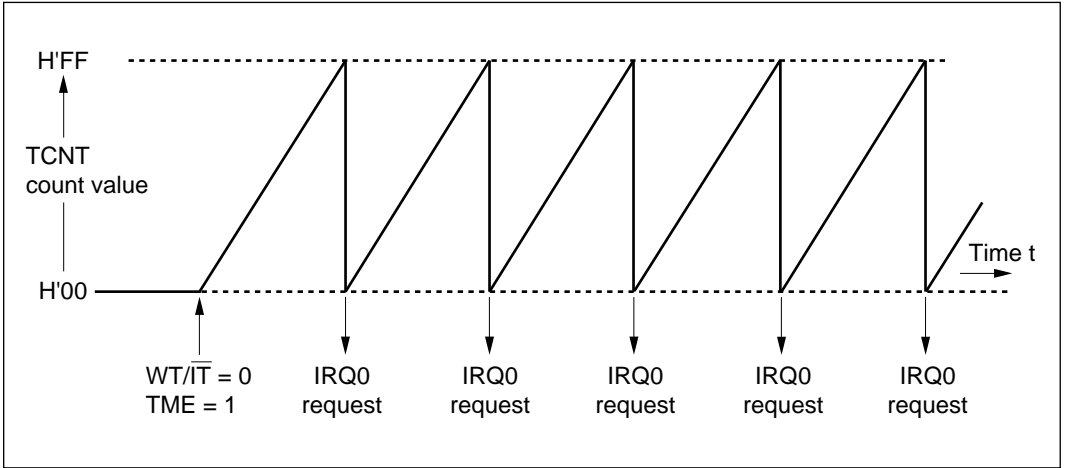 H'FF
TCNT
count value
H'00
Time t
WT/I̅T̅ = 0
TME = 1
IRQ0
request
IRQ0
request
IRQ0
request
IRQ0
request
IRQ0
request